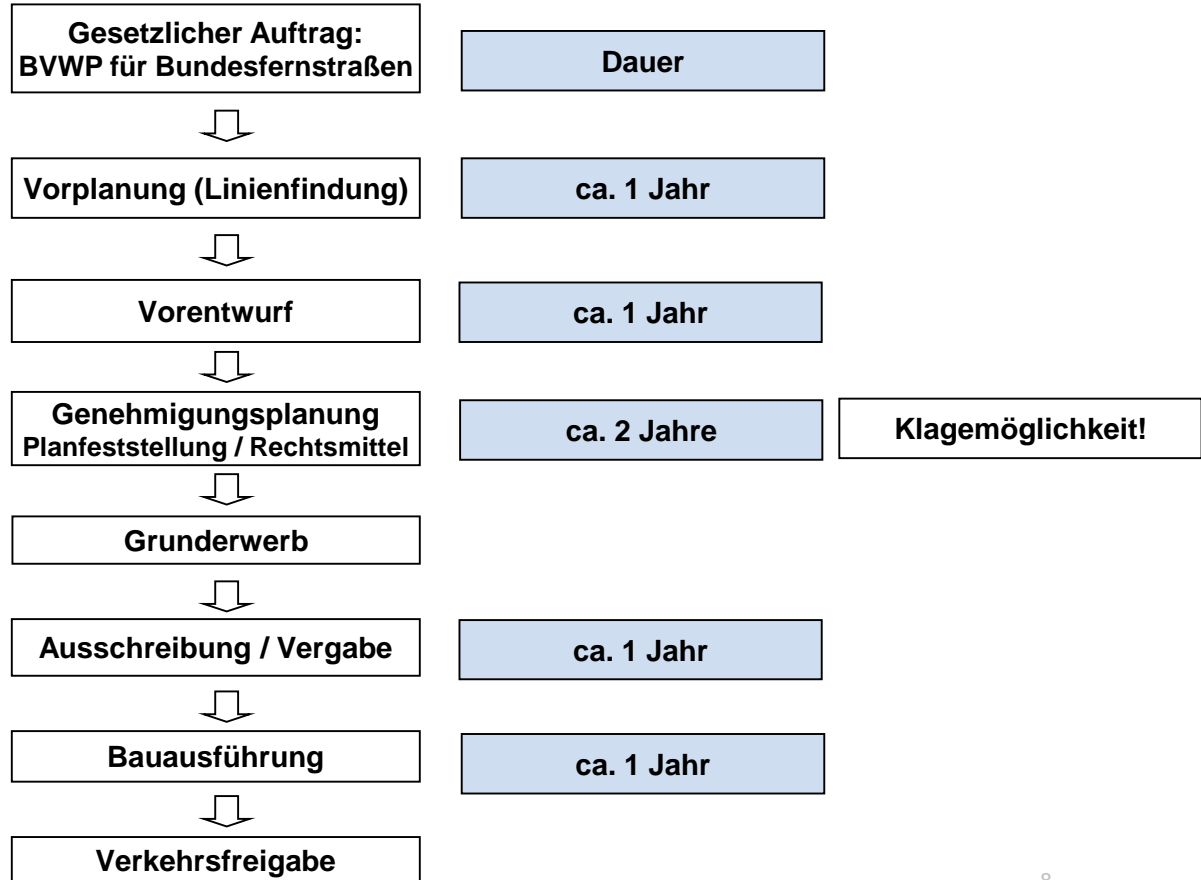 Gesetzlicher Auftrag:
BVWP für Bundesfernstraßen
Dauer
Vorplanung (Linienfindung)
ca. 1 Jahr
Vorentwurf
ca. 1 Jahr
Genehmigungsplanung
Planfeststellung / Rechtsmittel
ca. 2 Jahre
Klagemöglichkeit!
Grunderwerb
Ausschreibung / Vergabe
ca. 1 Jahr
Bauausführung
ca. 1 Jahr
Verkehrsfreigabe